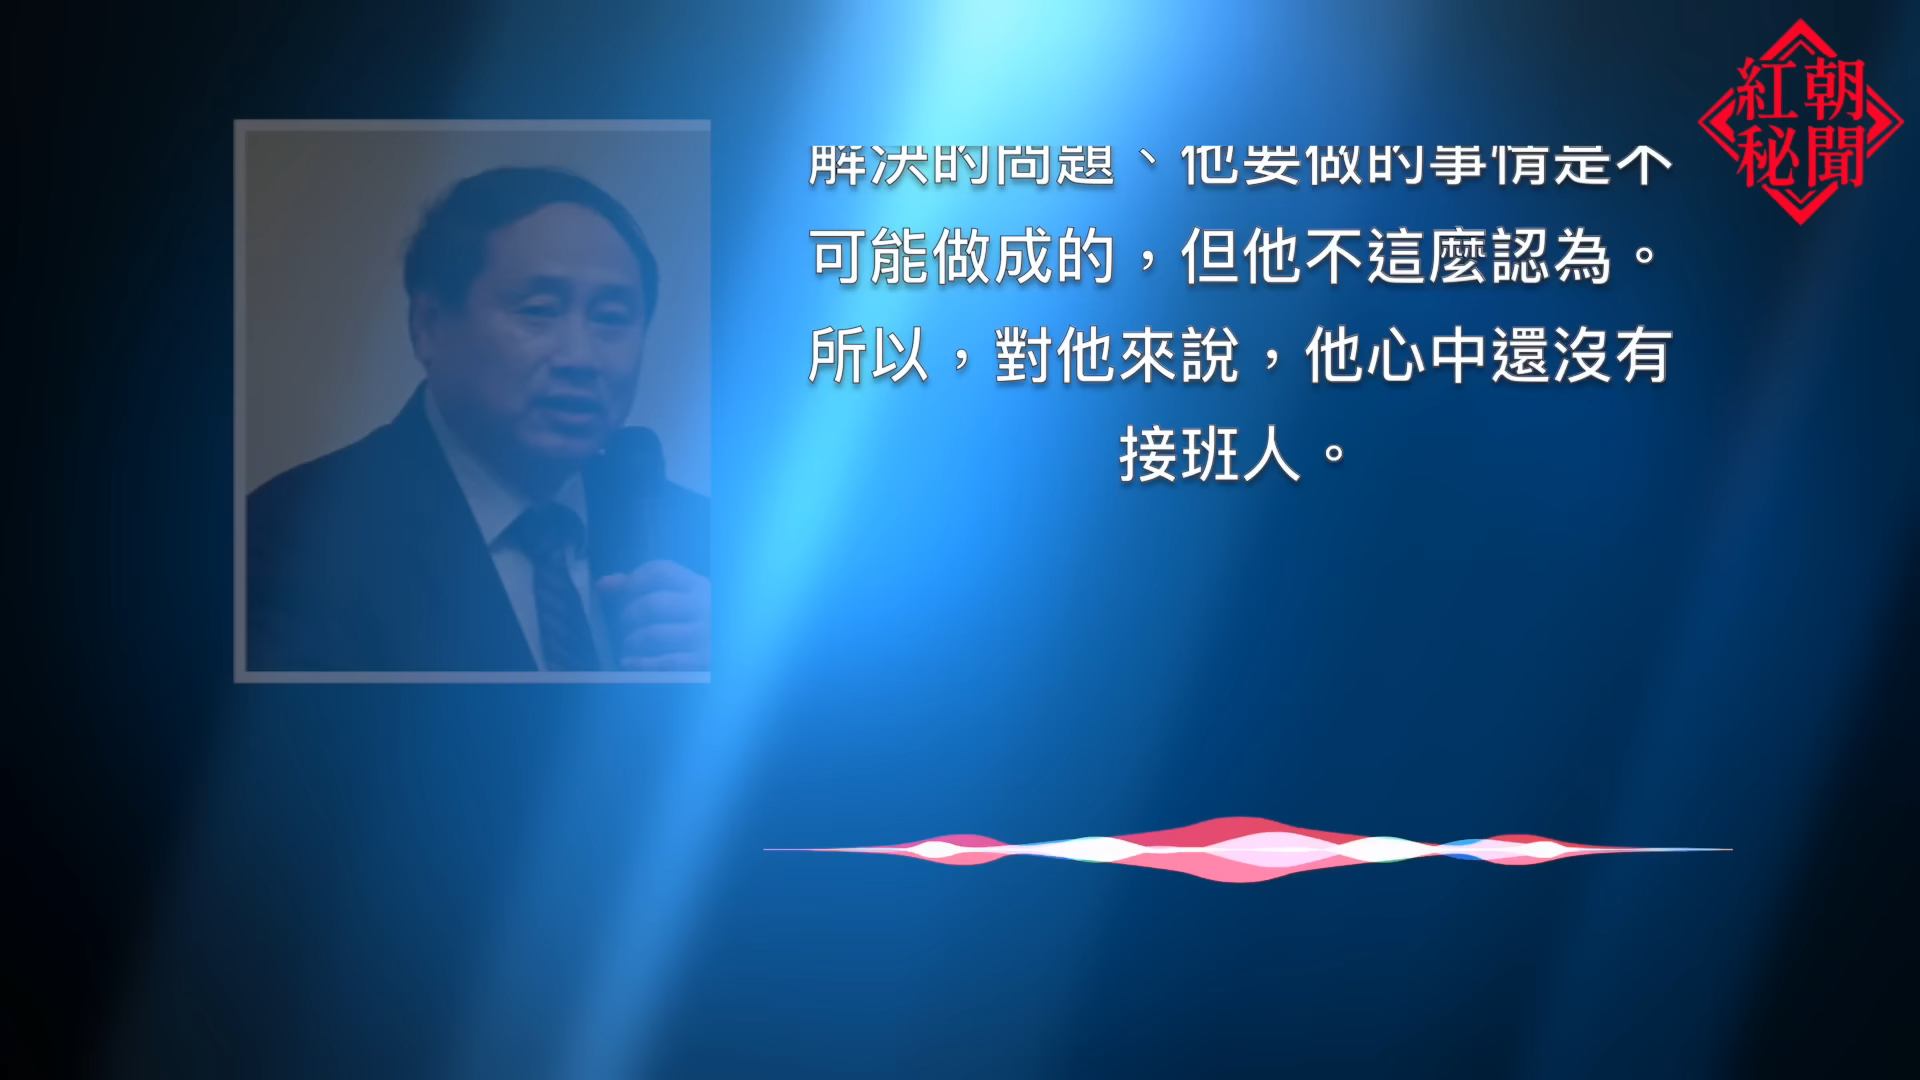 解決的問題、他要做的事情是不
可能做成的，但他不這麼認為。
所以，對他來說，他心中還沒有
接班人。
紅朝
秘聞